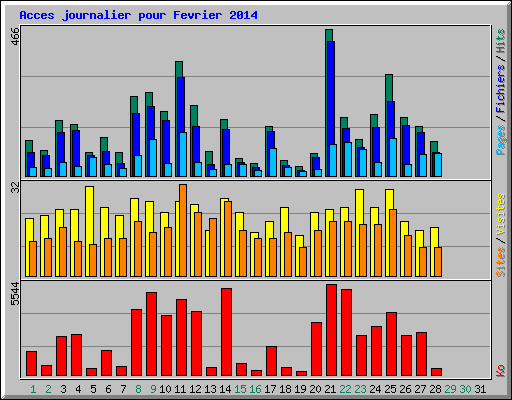 Acces journalier pour Fevrier 2014
466
32
5544
Pages / Fichiers / Hits
Sites / Visites
Ko
1 2 3 4 5 6 7 8 9 10 11 12 13 14 15 16 17 18 19 20 21 22 23 24 25 26 27 28 29 30 31